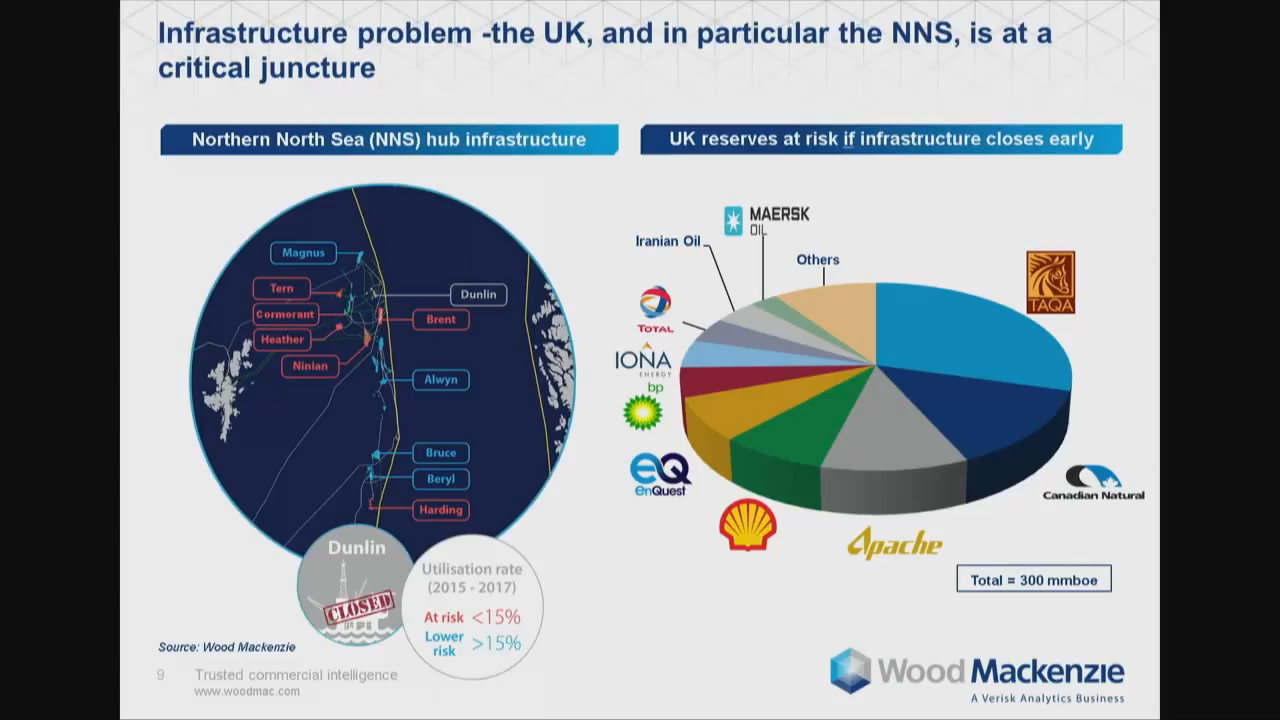 Infrastructure problem -the UK, and in particular the NNS, is at a
critical juncture
Northern North Sea (NNS) hub infrastructure
Magnus
Tern
Cormorant
Heather
Ninian
Dunlin
Brent
Alwyn
Bruce
Beryl
Harding
Dunlin
CLOSED
Utilisation rate
(2015 - 2017)
At risk <15%
Lower
risk >15%
UK reserves at risk if infrastructure closes early
MAERSK
OIL
Iranian Oil
Others
TAQA
TOTAL
IONA
ENERGY
bp
EQ
EnQuest
Canadian Natural
Apache
Total = 300 mmboe
Source: Wood Mackenzie
9 Trusted commercial intelligence
www.woodmac.com
Wood Mackenzie
A Verisk Analytics Business